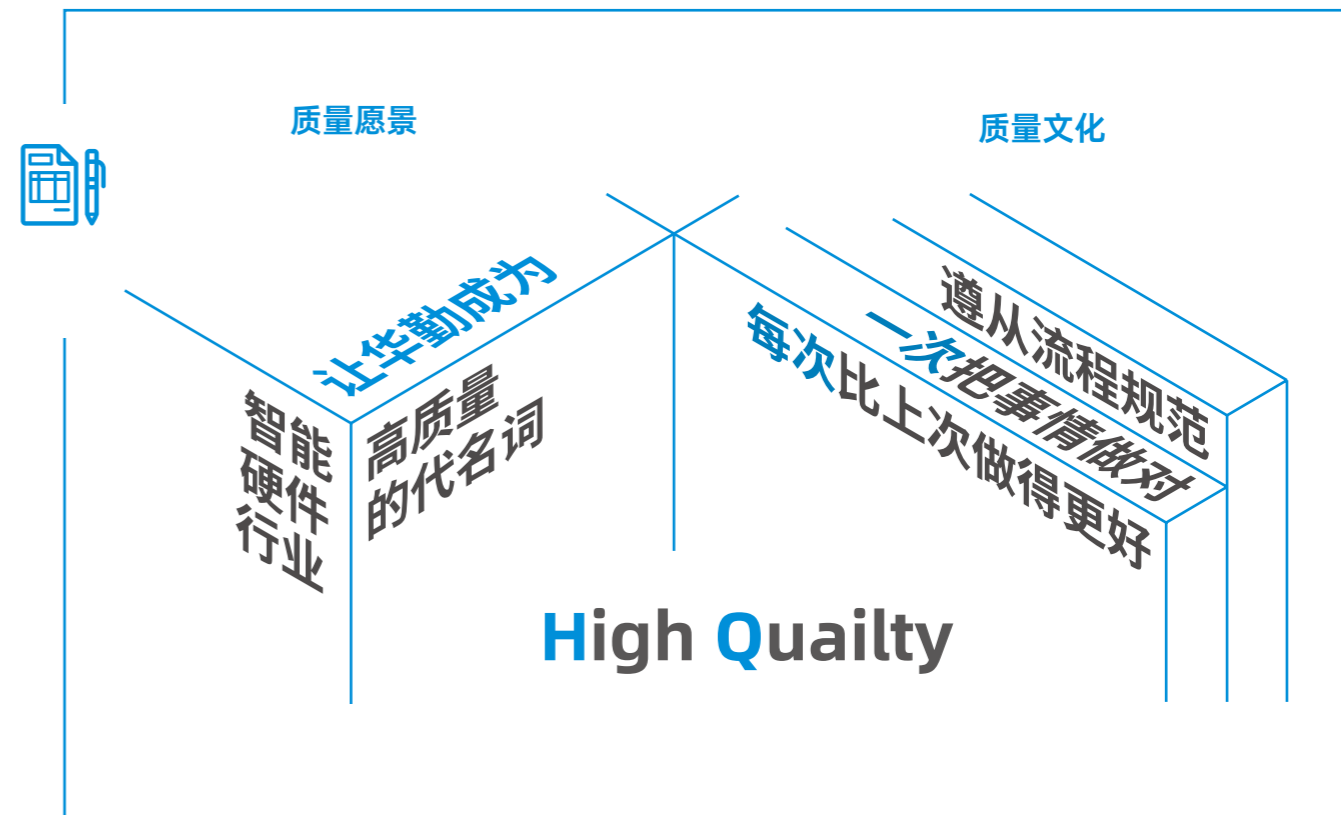 质量愿景
让华勤成为
智能
硬件
行业
高质量
的代名词
质量文化
遵从流程规范
一次把事情做对
每次比上次做得更好
High Quailty